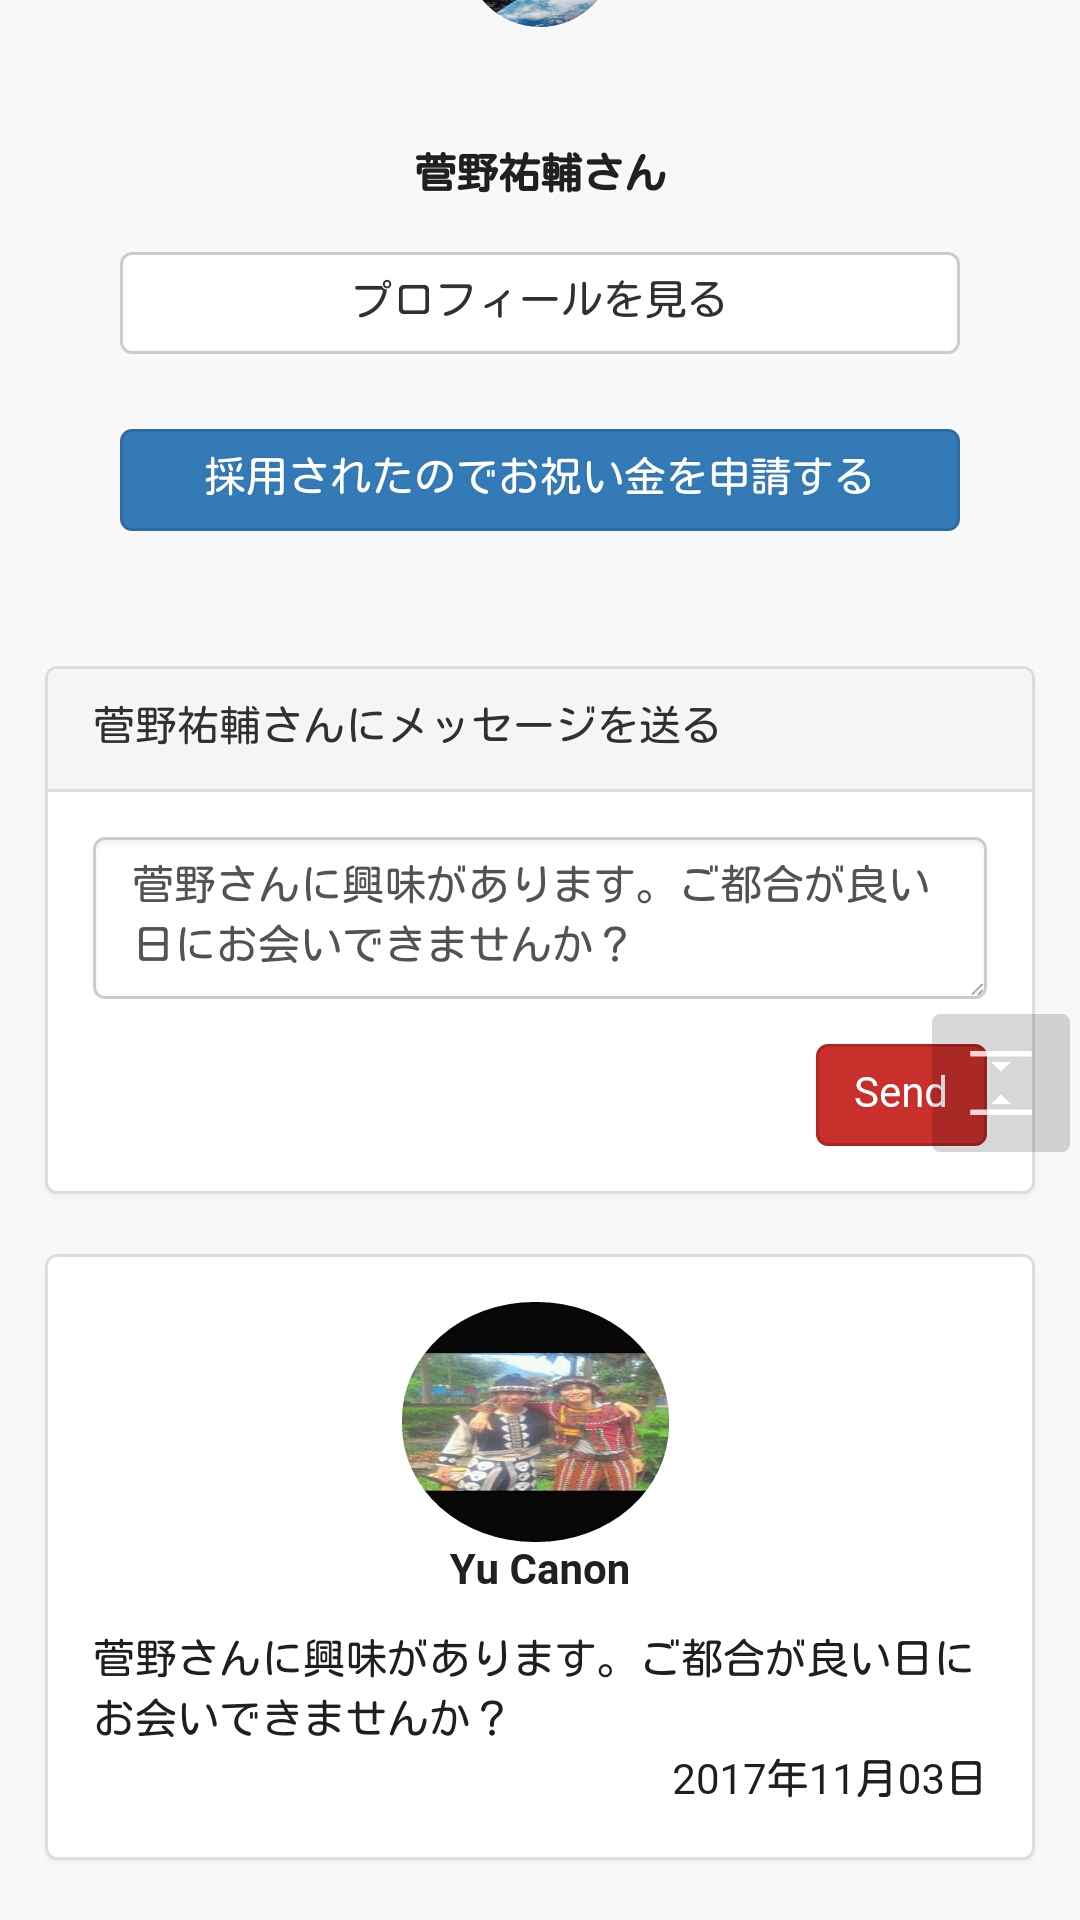 菅野祐輔さん
プロフィールを見る
採用されたのでお祝い金を申請する
菅野祐輔さんにメッセージを送る
菅野さんに興味があります。ご都合が良い
日にお会いできませんか？
Send
Yu Canon
菅野さんに興味があります。ご都合が良い日に
お会いできませんか？
2017年11月03日